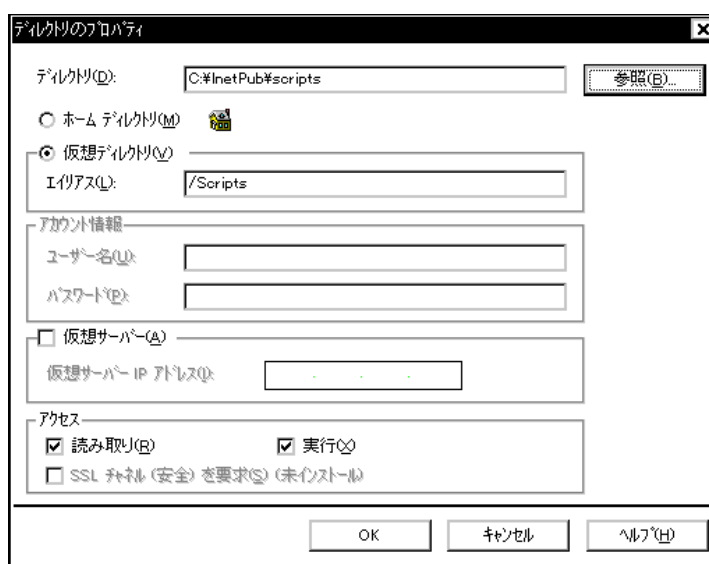 ﾃﾞｨﾚｸﾄﾘのﾌﾟﾛﾊﾟﾃｨ
ﾃﾞｨﾚｸﾄﾘ(D): C:¥InetPub¥scripts 参照(B)...
ﾎｰﾑ ﾃﾞｨﾚｸﾄﾘ(M)
仮想ﾃﾞｨﾚｸﾄﾘ(V)
ｴｲﾘｱｽ(L): /Scripts
ｱｶｳﾝﾄ情報
ﾕｰｻﾞｰ名(U):
ﾊﾟｽﾜｰﾄﾞ(P):
仮想ｻｰﾊﾞｰ(A)
仮想ｻｰﾊﾞｰ IP ｱﾄﾞﾚｽ(I):
ｱｸｾｽ
読み取り(R) 実行(X)
SSL ﾁｬﾈﾙ (安全) を要求(S) (未ｲﾝｽﾄｰﾙ)
OK ｷｬﾝｾﾙ ﾍﾙﾌﾟ(H)